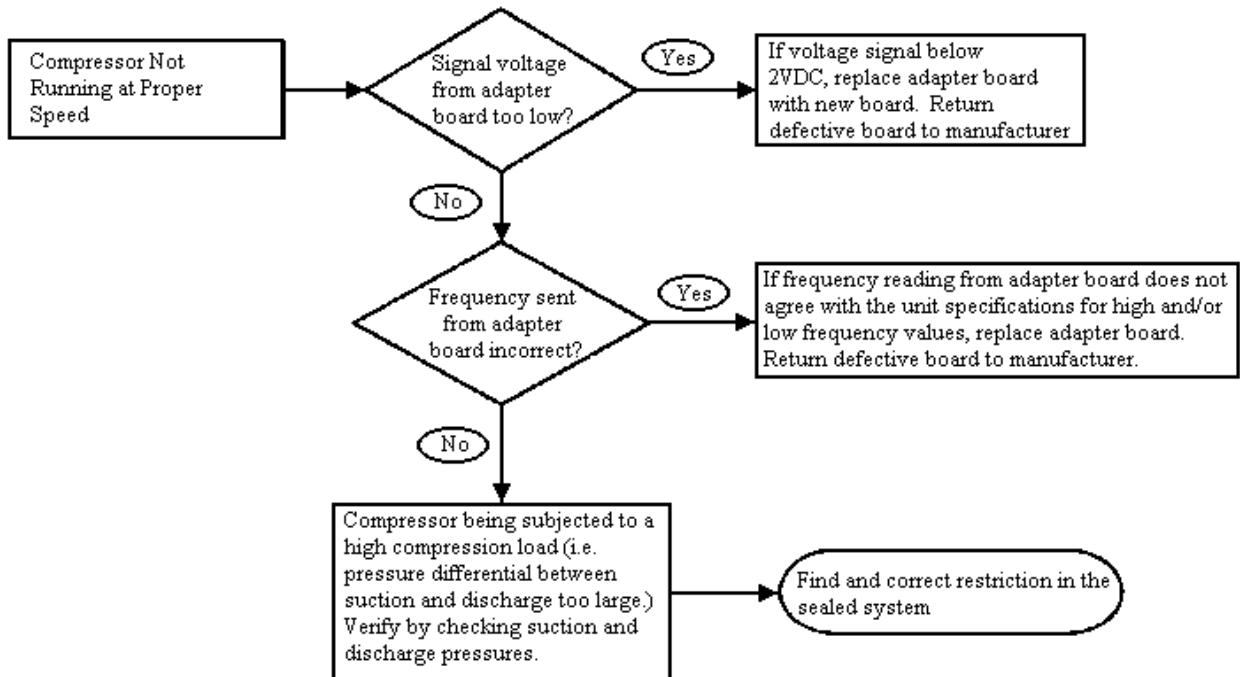 Compressor Not
Running at Proper
Speed
Signal voltage
from adapter
board too low?
Yes
If voltage signal below
2VDC, replace adapter board
with new board. Return
defective board to manufacturer
No
Frequency sent
from adapter
board incorrect?
Yes
If frequency reading from adapter board does not
agree with the unit specifications for high and/or
low frequency values, replace adapter board.
Return defective board to manufacturer.
No
Compressor being subjected to a
high compression load (i.e.
pressure differential between
suction and discharge too large.)
Verify by checking suction and
discharge pressures.
Find and correct restriction in the
sealed system